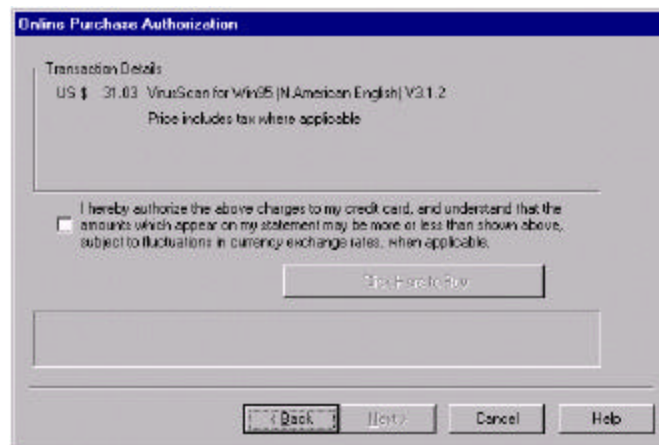 Online Purchase Authorization
Transaction Details
US $ 31.03 VirusScan for Win95 |N.American English| V3.1.2
Price includes tax where applicable
I hereby authorize the above charges to my credit card, and understand that the
amounts which appear on my statement may be more or less than shown above,
subject to fluctuations in currency exchange rates, when applicable.
Click Here to Buy
< Back
Next >
Cancel
Help